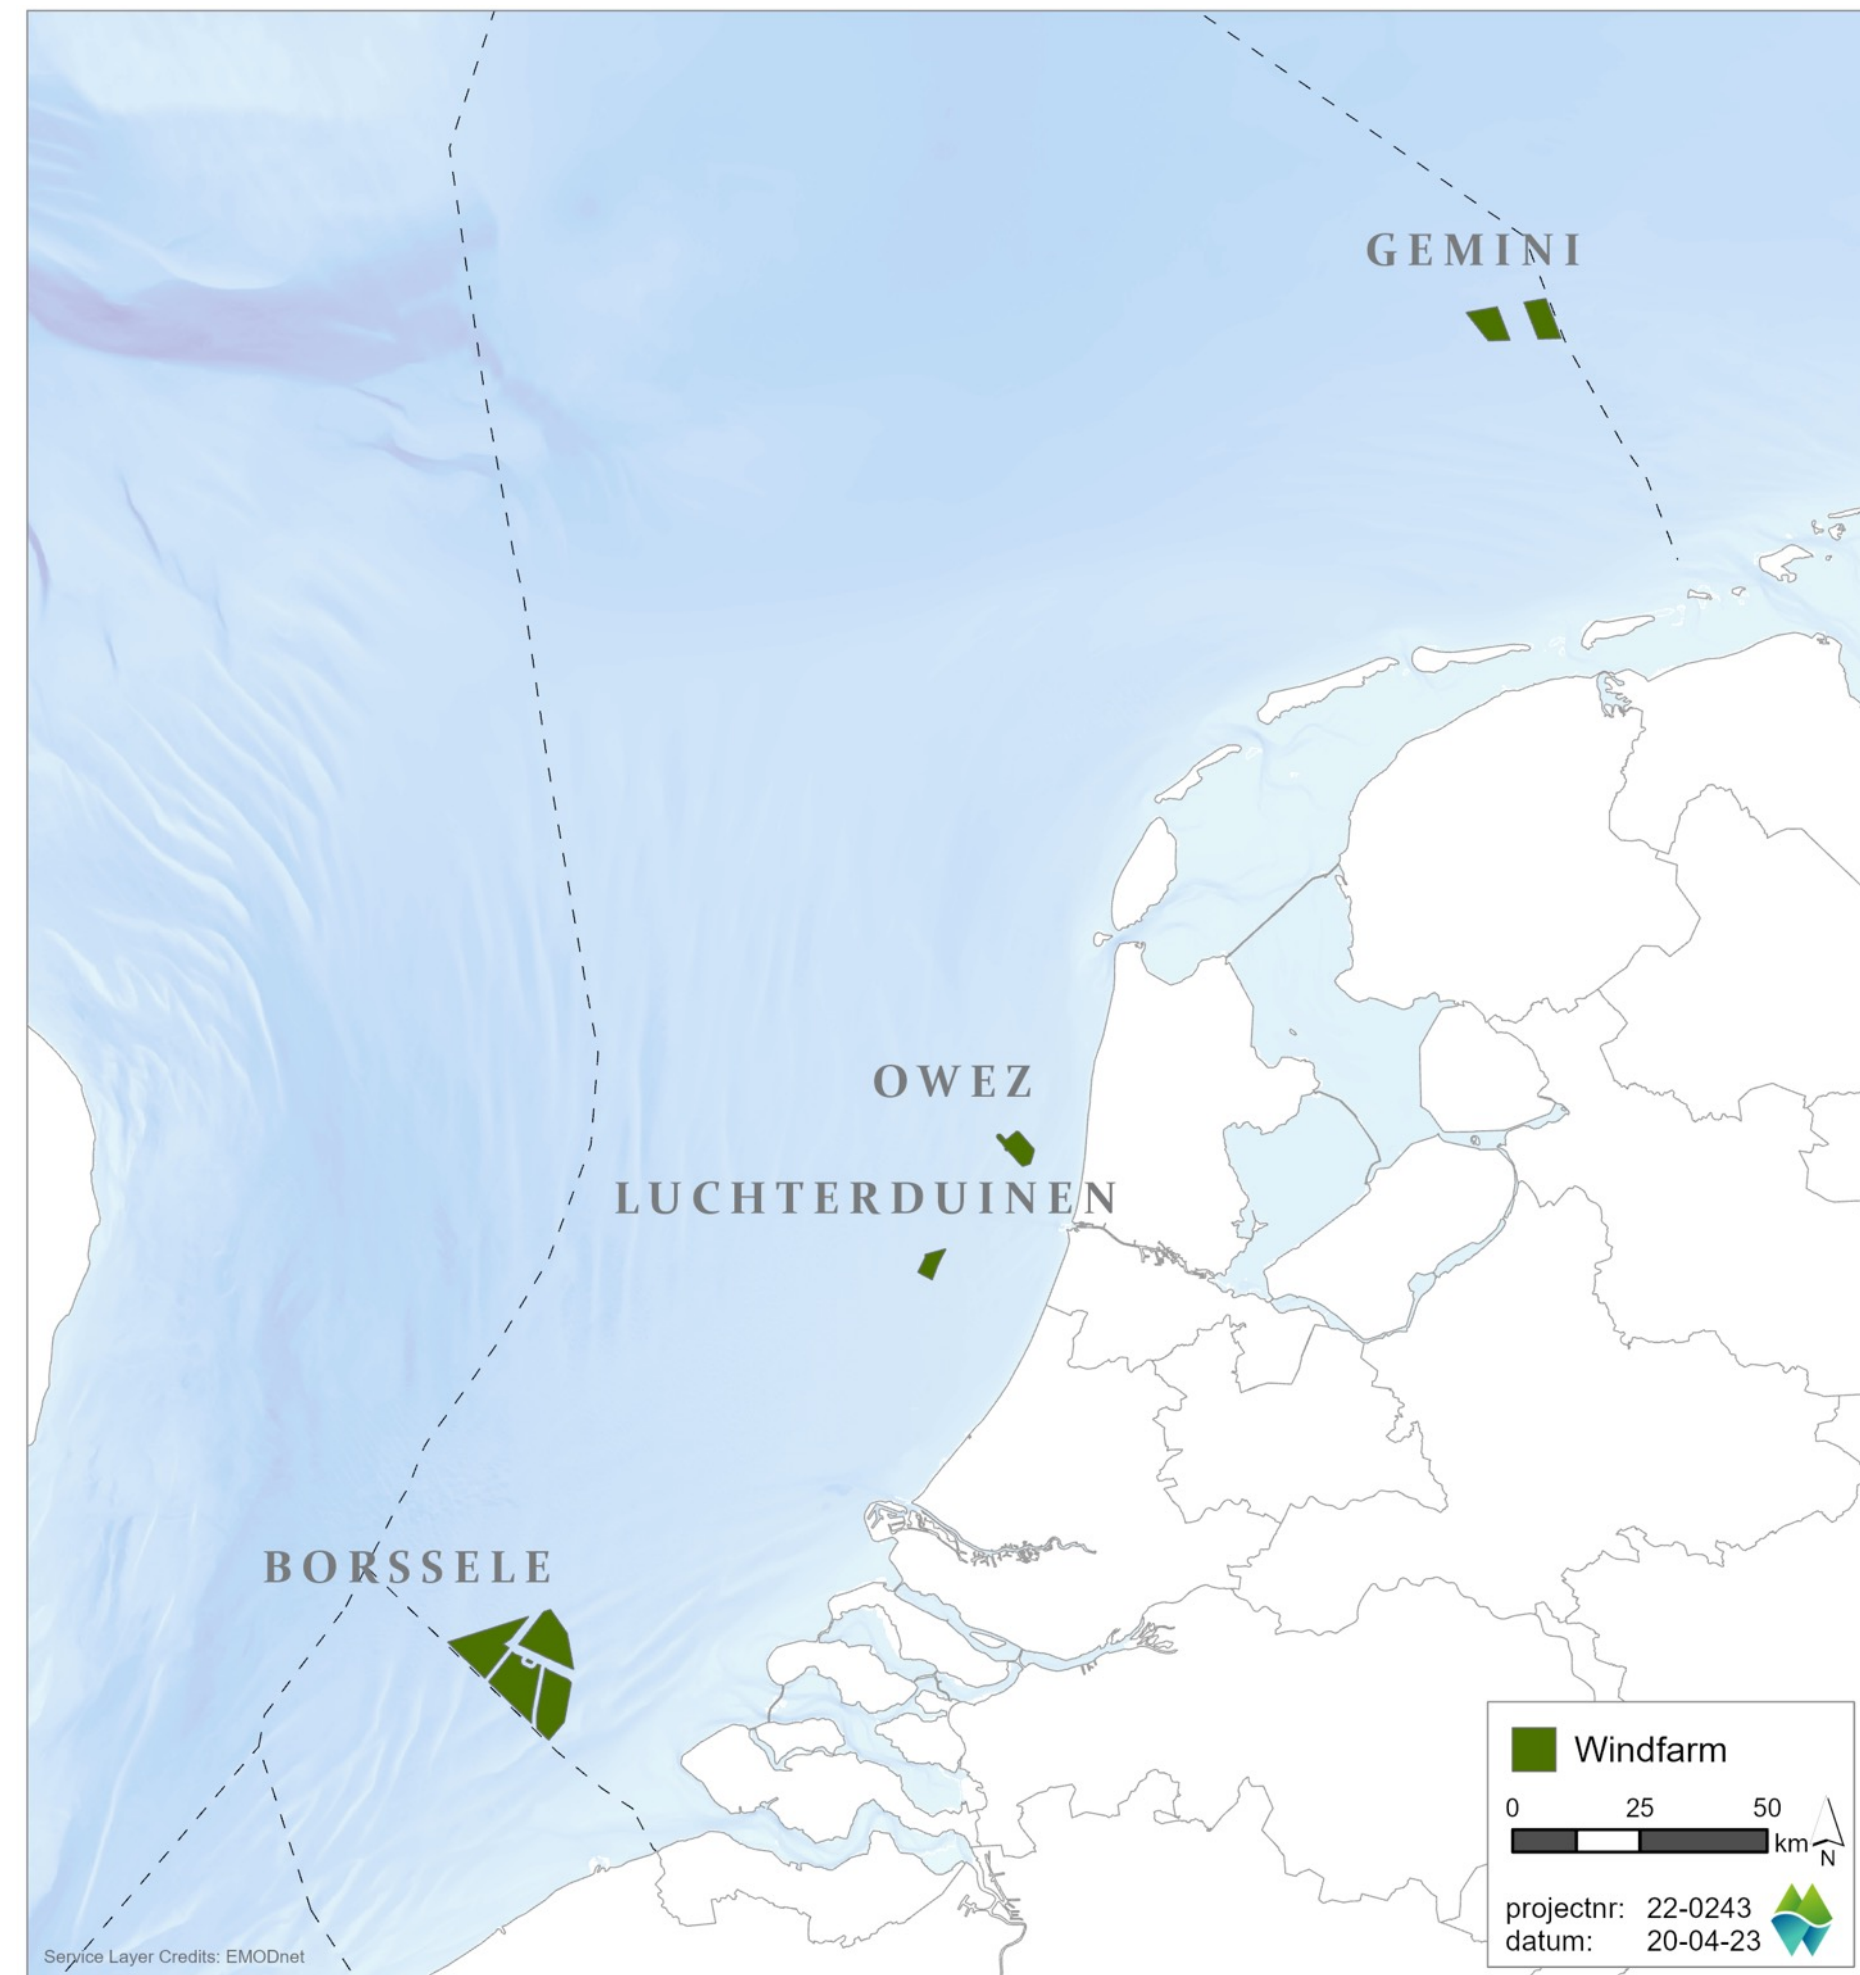 GEMINI
OWEZ
LUCHTERDUINEN
BORSSELE
Windfarm
0 25 50
km
N
projectnr: 22-0243
datum: 20-04-23
Service Layer Credits: EMODnet